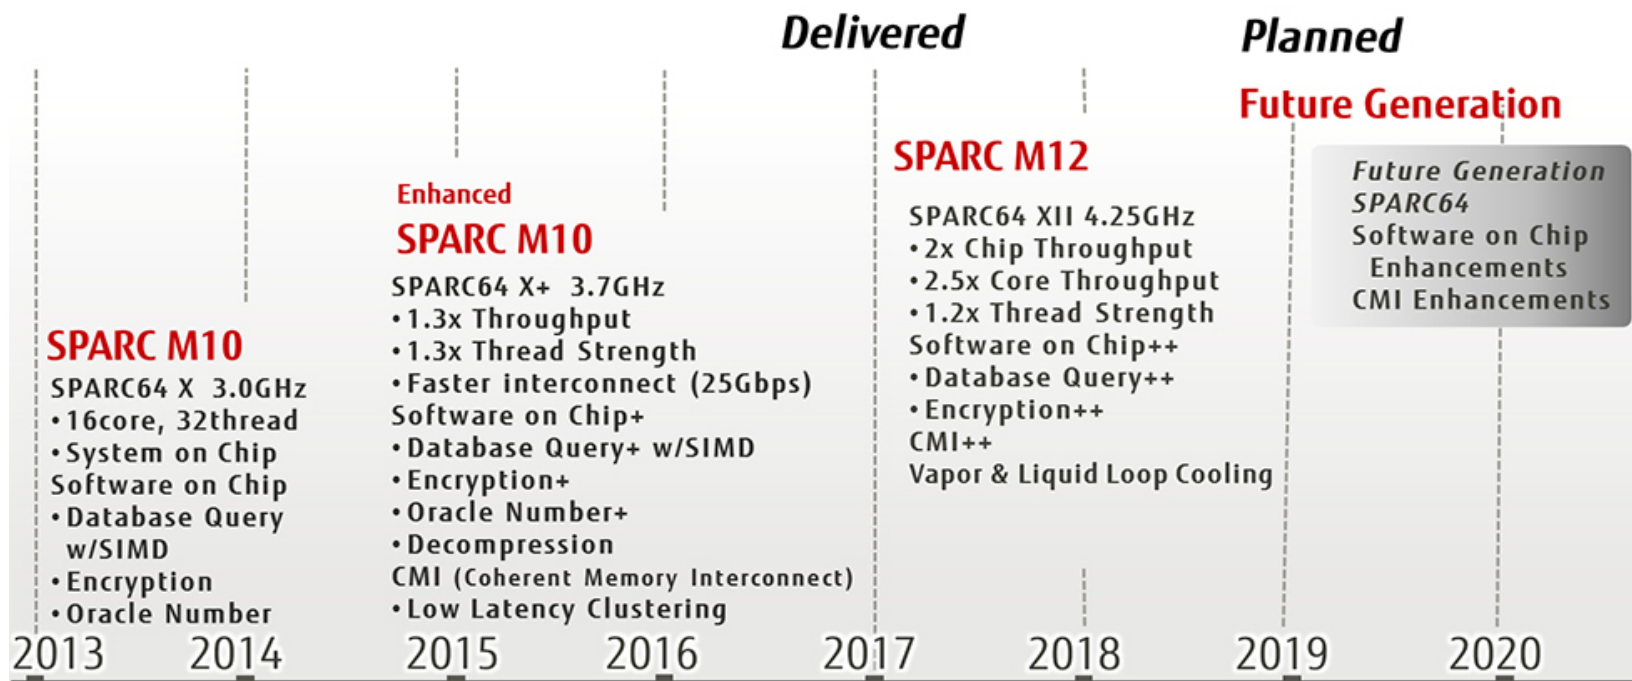 Delivered
Planned
SPARC M10
SPARC64 X 3.0GHz
•16core, 32thread
•System on Chip
Software on Chip
•Database Query
w/SIMD
•Encryption
•Oracle Number
Enhanced
SPARC M10
SPARC64 X+ 3.7GHz
•1.3x Throughput
•1.3x Thread Strength
•Faster interconnect (25Gbps)
Software on Chip+
•Database Query+ w/SIMD
•Encryption+
•Oracle Number+
•Decompression
CMI (Coherent Memory Interconnect)
•Low Latency Clustering
SPARC M12
SPARC64 XII 4.25GHz
•2x Chip Throughput
•2.5x Core Throughput
•1.2x Thread Strength
Software on Chip++
•Database Query++
•Encryption++
CMI++
Vapor & Liquid Loop Cooling
Future Generation
Future Generation
SPARC64
Software on Chip
Enhancements
CMI Enhancements
2013 2014 2015 2016 2017 2018 2019 2020